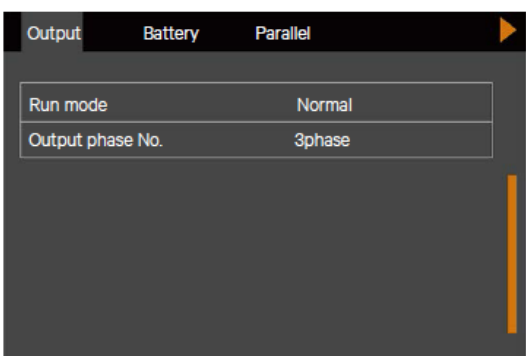 Output Battery Parallel
Run mode Normal
Output phase No. 3phase